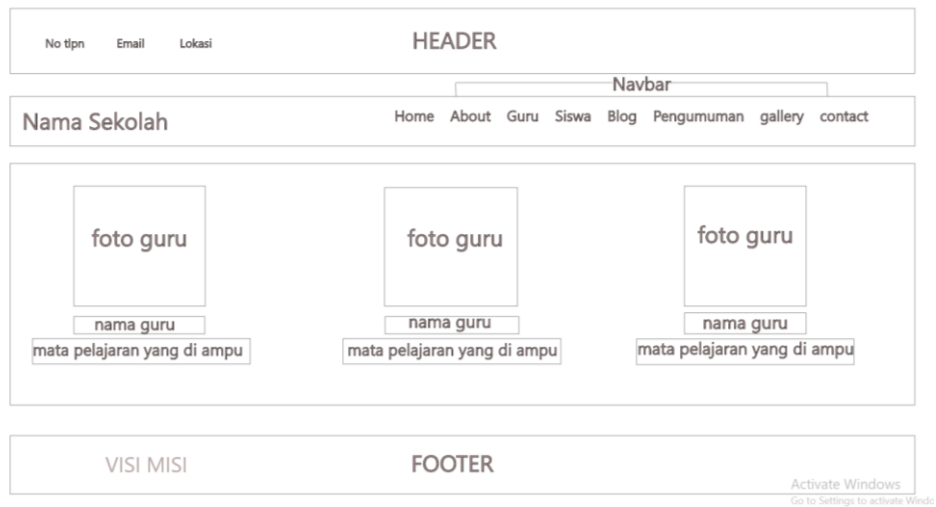 No tlpn Email Lokasi HEADER
Navbar
Nama Sekolah Home About Guru Siswa Blog Pengumuman gallery contact
foto guru foto guru foto guru
nama guru nama guru nama guru
mata pelajaran yang di ampu mata pelajaran yang di ampu mata pelajaran yang di ampu
VISI MISI FOOTER
Activate Windows
Go to Settings to activate Windo